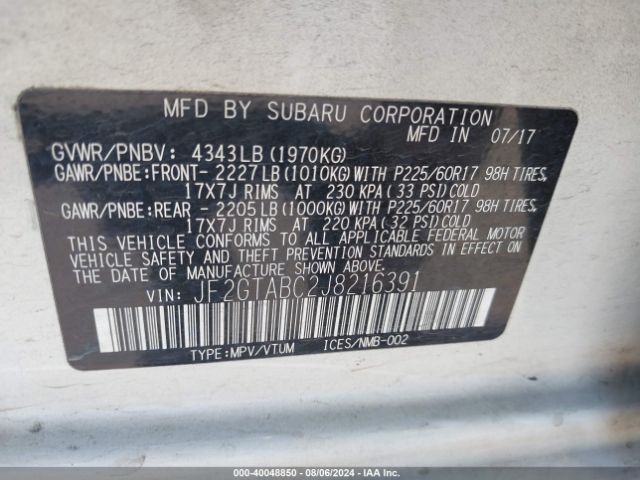 MFD BY SUBARU CORPORATION
MFD IN 07/17
GVWR/PNBV: 4343LB (1970KG)
GAWR/PNBE:FRONT- 2227 LB (1010KG) WITH P225/60R17 98H TIRES,
17X7J RIMS AT 230 KPA (33 PSI) COLD
GAWR/PNBE:REAR - 2205 LB (1000KG) WITH P225/60R17 98H TIRES,
17X7J RIMS AT 220 KPA (32 PSI) COLD
THIS VEHICLE CONFORMS TO ALL APPLICABLE FEDERAL MOTOR
VEHICLE SAFETY AND THEFT PREVENTION STANDARDS IN EFFECT ON
THE DATE OF MANUFACTURE SHOWN ABOVE.
VIN: JF2GTABC2J8216391
TYPE:MPV/VTUM ICES/NMB-002
000-40048850 - 08/06/2024 - IAA Inc.